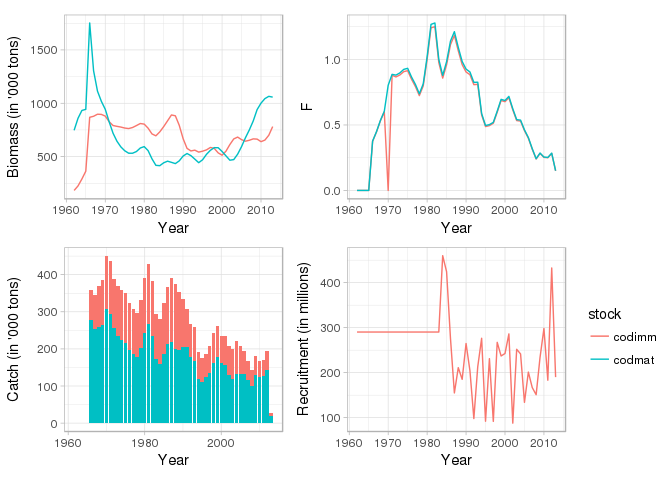 Biomass (in '000 tons)
1500
1000
500
1960 1970 1980 1990 2000 2010
Year
F
1.0
0.5
0.0
1960 1970 1980 1990 2000 2010
Year
Catch (in '000 tons)
400
300
200
100
0
1960 1980 2000
Year
Recruitment (in millions)
400
300
200
100
1960 1970 1980 1990 2000 2010
Year
stock
codimm
codmat